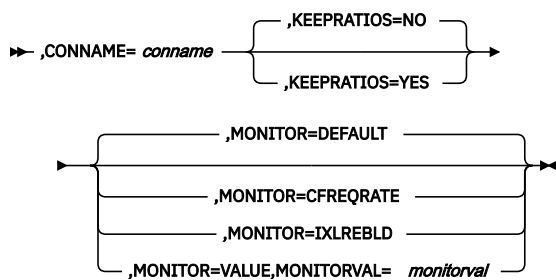 ,KEEPRATIOS=NO
,CONNAME= conname
,KEEPRATIOS=YES
,MONITOR=DEFAULT
,MONITOR=CFREQRATE
,MONITOR=IXLREBLD
,MONITOR=VALUE,MONITORVAL= monitorval